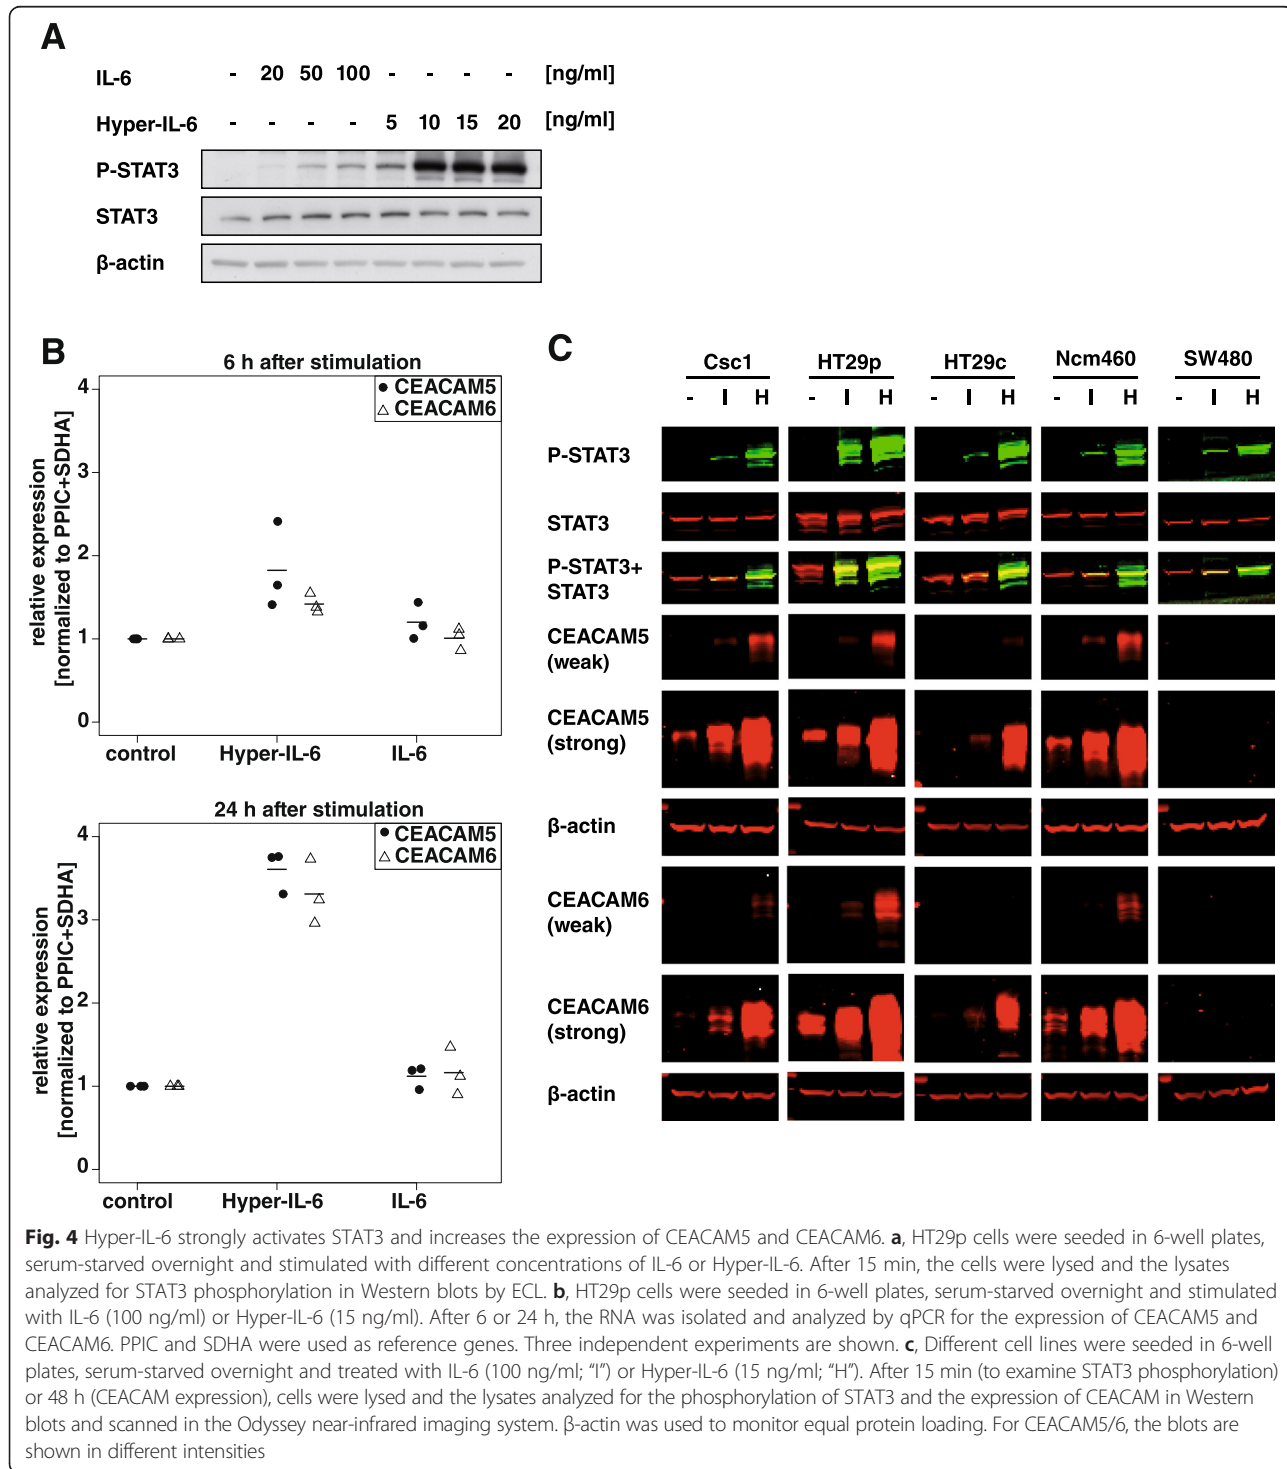 A
IL-6 - 20 50 100 - - - - [ng/ml]
Hyper-IL-6 - - - - 5 10 15 20 [ng/ml]
P-STAT3
STAT3
β-actin
B
6 h after stimulation
CEACAM5
CEACAM6
relative expression
[normalized to PPIC+SDHA]
4
3
2
1
0
control Hyper-IL-6 IL-6
24 h after stimulation
CEACAM5
CEACAM6
relative expression
[normalized to PPIC+SDHA]
4
3
2
1
0
control Hyper-IL-6 IL-6
C
Csc1 HT29p HT29c Ncm460 SW480
- I H - I H - I H - I H - I H
P-STAT3
STAT3
P-STAT3+
STAT3
CEACAM5
(weak)
CEACAM5
(strong)
β-actin
CEACAM6
(weak)
CEACAM6
(strong)
β-actin
Fig. 4 Hyper-IL-6 strongly activates STAT3 and increases the expression of CEACAM5 and CEACAM6. a, HT29p cells were seeded in 6-well plates,
serum-starved overnight and stimulated with different concentrations of IL-6 or Hyper-IL-6. After 15 min, the cells were lysed and the lysates
analyzed for STAT3 phosphorylation in Western blots by ECL. b, HT29p cells were seeded in 6-well plates, serum-starved overnight and stimulated
with IL-6 (100 ng/ml) or Hyper-IL-6 (15 ng/ml). After 6 or 24 h, the RNA was isolated and analyzed by qPCR for the expression of CEACAM5 and
CEACAM6. PPIC and SDHA were used as reference genes. Three independent experiments are shown. c, Different cell lines were seeded in 6-well
plates, serum-starved overnight and treated with IL-6 (100 ng/ml; “I”) or Hyper-IL-6 (15 ng/ml; “H”). After 15 min (to examine STAT3 phosphorylation)
or 48 h (CEACAM expression), cells were lysed and the lysates analyzed for the phosphorylation of STAT3 and the expression of CEACAM in Western
blots and scanned in the Odyssey near-infrared imaging system. β-actin was used to monitor equal protein loading. For CEACAM5/6, the blots are
shown in different intensities